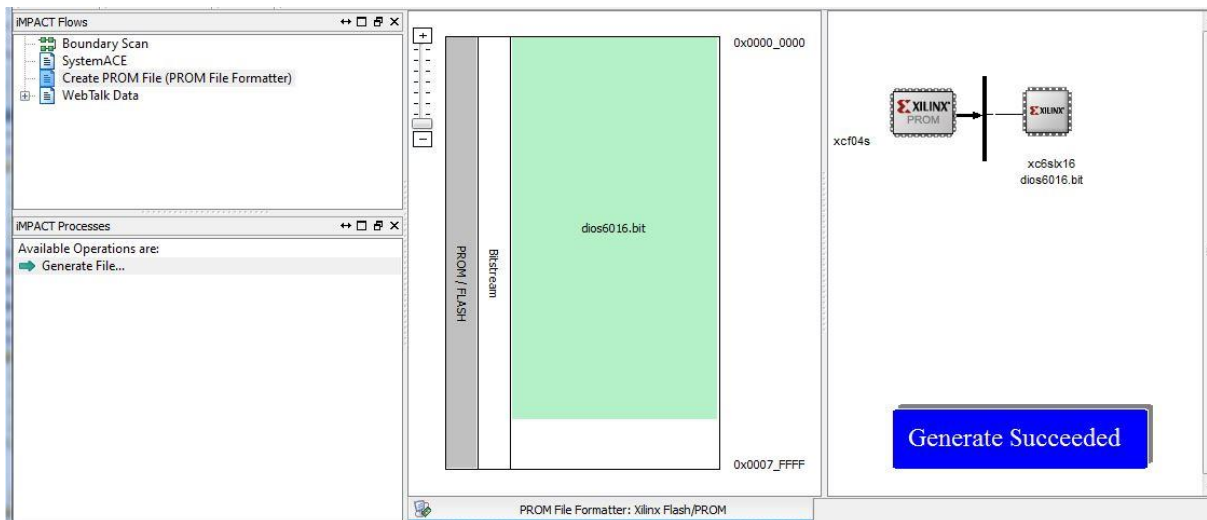 iMPACT Flows
Boundary Scan
SystemACE
Create PROM File (PROM File Formatter)
WebTalk Data
iMPACT Processes
Available Operations are:
Generate File...
PROM / FLASH
Bitstream
dios6016.bit
0x0000_0000
0x0007_FFFF
PROM File Formatter: Xilinx Flash/PROM
xcf04s
XILINX
PROM
XILINX
xc6slx16
dios6016.bit
Generate Succeeded